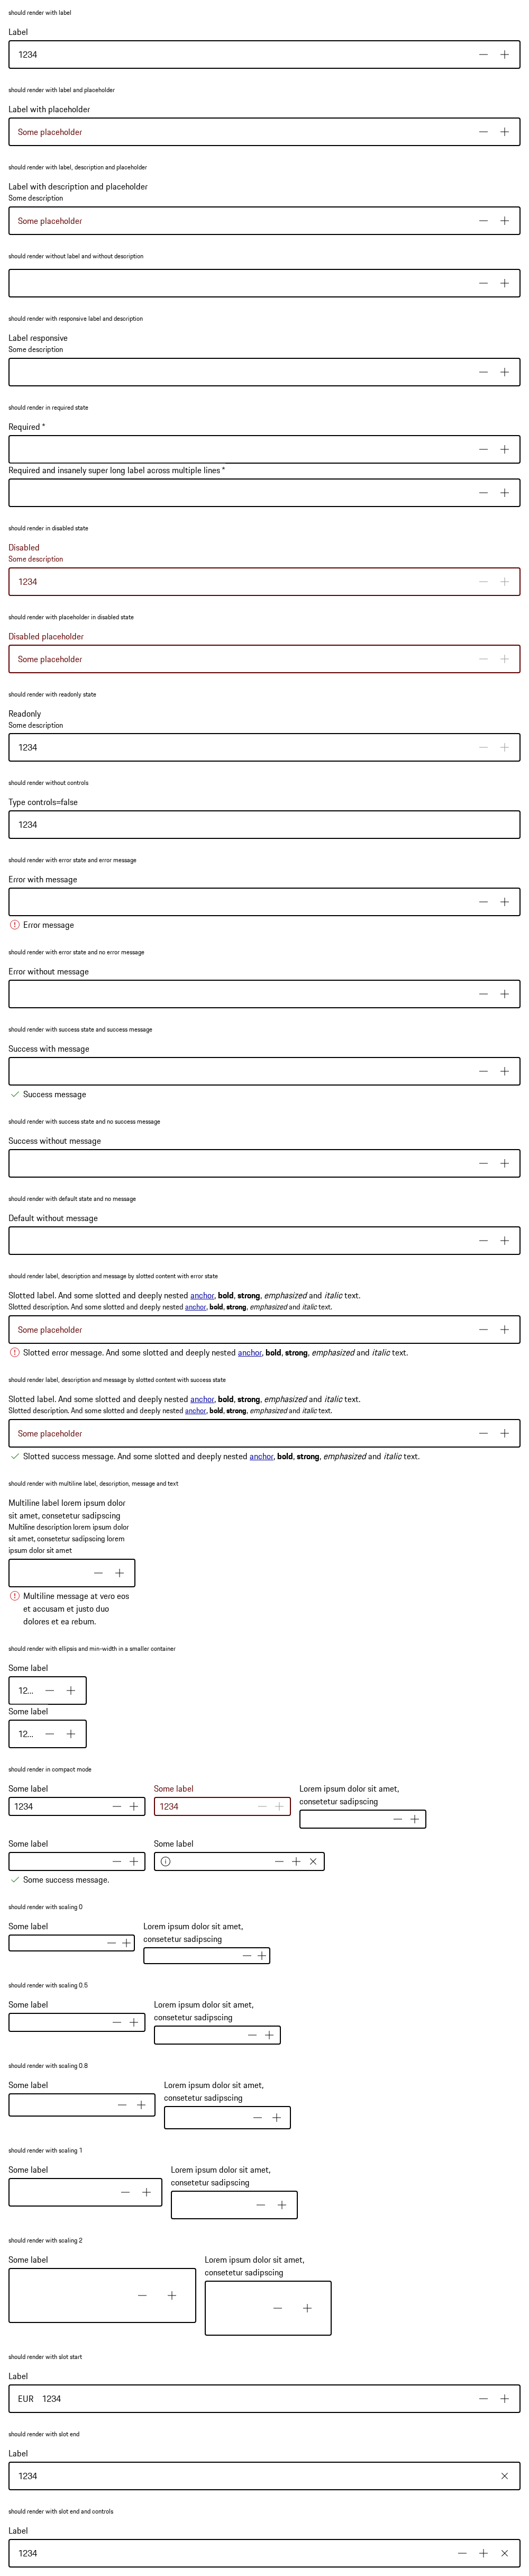 should render with label
Label
1234
should render with label and placeholder
Label with placeholder
Some placeholder
should render with label, description and placeholder
Label with description and placeholder
Some description
Some placeholder
should render without label and without description
should render with responsive label and description
Label responsive
Some description
should render in required state
Required *
Required and insanely super long label across multiple lines *
should render in disabled state
Disabled
Some description
1234
should render with placeholder in disabled state
Disabled placeholder
Some placeholder
should render with readonly state
Readonly
Some description
1234
should render without controls
Type controls=false
1234
should render with error state and error message
Error with message
Error message
should render with error state and no error message
Error without message
should render with success state and success message
Success with message
Success message
should render with success state and no success message
Success without message
should render with default state and no message
Default without message
should render label, description and message by slotted content with error state
Slotted label. And some slotted and deeply nested anchor, bold, strong, emphasized and italic text.
Slotted description. And some slotted and deeply nested anchor, bold, strong, emphasized and italic text.
Some placeholder
Slotted error message. And some slotted and deeply nested anchor, bold, strong, emphasized and italic text.
should render label, description and message by slotted content with success state
Slotted label. And some slotted and deeply nested anchor, bold, strong, emphasized and italic text.
Slotted description. And some slotted and deeply nested anchor, bold, strong, emphasized and italic text.
Some placeholder
Slotted success message. And some slotted and deeply nested anchor, bold, strong, emphasized and italic text.
should render with multiline label, description, message and text
Multiline label lorem ipsum dolor
sit amet, consetetur sadipscing
Multiline description lorem ipsum dolor
sit amet, consetetur sadipscing lorem
ipsum dolor sit amet
Multiline message at vero eos
et accusam et justo duo
dolores et ea rebum.
should render with ellipsis and min-width in a smaller container
Some label
12...
Some label
12...
should render in compact mode
Some label
1234
Some label
1234
Lorem ipsum dolor sit amet,
consetetur sadipscing
Some label
Some success message.
Some label
should render with scaling 0
Some label
Lorem ipsum dolor sit amet,
consetetur sadipscing
should render with scaling 0.5
Some label
Lorem ipsum dolor sit amet,
consetetur sadipscing
should render with scaling 0.8
Some label
Lorem ipsum dolor sit amet,
consetetur sadipscing
should render with scaling 1
Some label
Lorem ipsum dolor sit amet,
consetetur sadipscing
should render with scaling 2
Some label
Lorem ipsum dolor sit amet,
consetetur sadipscing
should render with slot start
Label
EUR 1234
should render with slot end
Label
1234
should render with slot end and controls
Label
1234